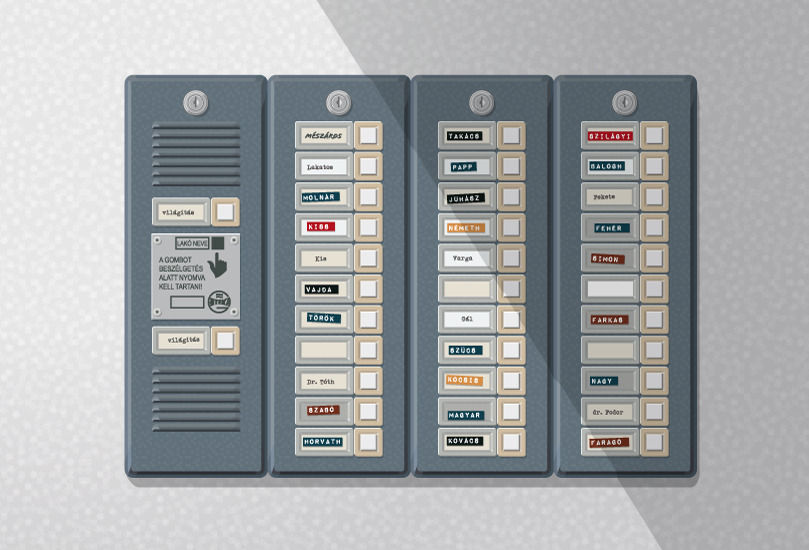 világítás
LAKÓ NEVE
A GOMBOT
BESZÉLGETÉS
ALATT NYOMVA
KELL TARTANI!
világítás
MÉSZÁROS
Lakatos
MOLNÁR
KISS
Kis
VAJDA
TÖRÖK
Dr. Tóth
SZABÓ
HORVÁTH
TAKÁCS
PAPP
JUHÁSZ
NÉMETH
Varga
Gál
SZŰCS
KOCSIS
MAGYAR
KOVÁCS
SZILÁGYI
BALOGH
Fekete
FEHÉR
SIMON
FARKAS
NAGY
dr. Fodor
FARAGÓ